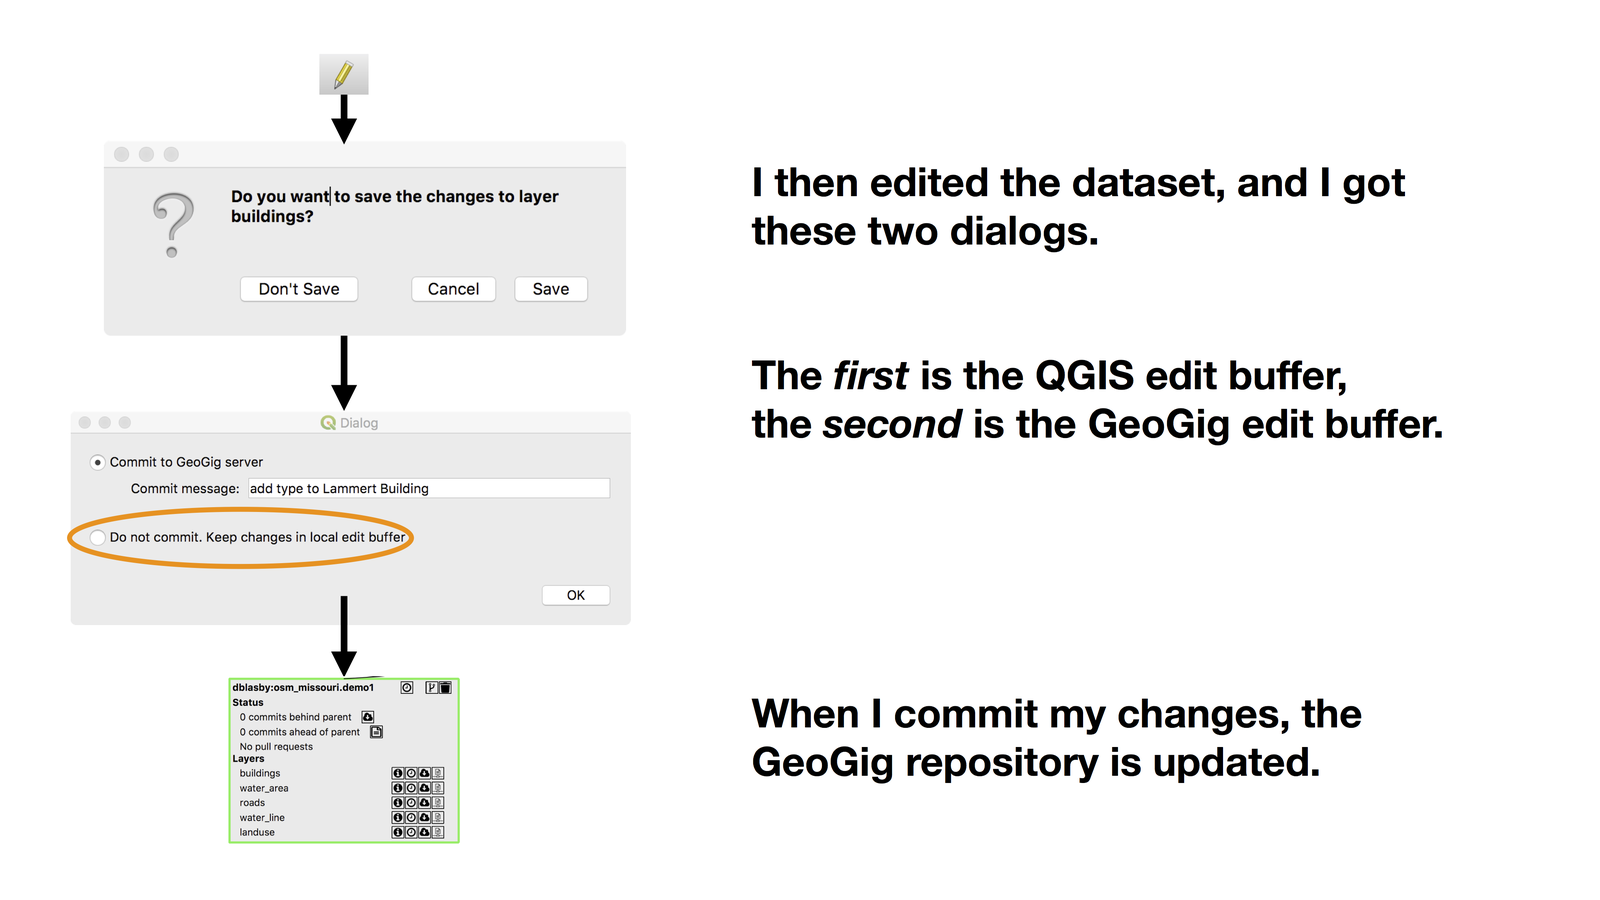 Do you want to save the changes to layer
buildings?
Don't Save
Cancel
Save
Dialog
Commit to GeoGig server
Commit message: add type to Lammert Building
Do not commit. Keep changes in local edit buffer
OK
dblasby:osm_missouri.demo1
Status
0 commits behind parent
0 commits ahead of parent
No pull requests
Layers
buildings
water_area
roads
water_line
landuse
I then edited the dataset, and I got
these two dialogs.
The first is the QGIS edit buffer,
the second is the GeoGig edit buffer.
When I commit my changes, the
GeoGig repository is updated.